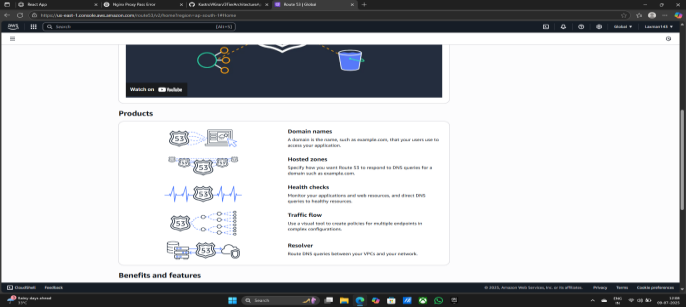 React App
Nginx Proxy Pass Error
Route 53 | Global
https://us-east-1.console.aws.amazon.com/route53/v2/home?region=ap-south-1#Home
aws
Search
[Alt+S]
Global
Watch on YouTube
Products
53
Domain names
A domain is the name, such as example.com, that your users use to
access your application.
53
Hosted zones
Specify how you want Route 53 to respond to DNS queries for a
domain such as example.com.
53
Health checks
Monitor your applications and web resources, and direct DNS
queries to healthy resources.
53
Traffic flow
Use a visual tool to create policies for multiple endpoints in
complex configurations.
53
Resolver
Route DNS queries between your VPCs and your network.
Benefits and features
CloudShell
Feedback
© 2025, Amazon Web Services, Inc. or its affiliates.
Privacy
Terms
Cookie preferences
Rainy days ahead
Search
ENG
IN